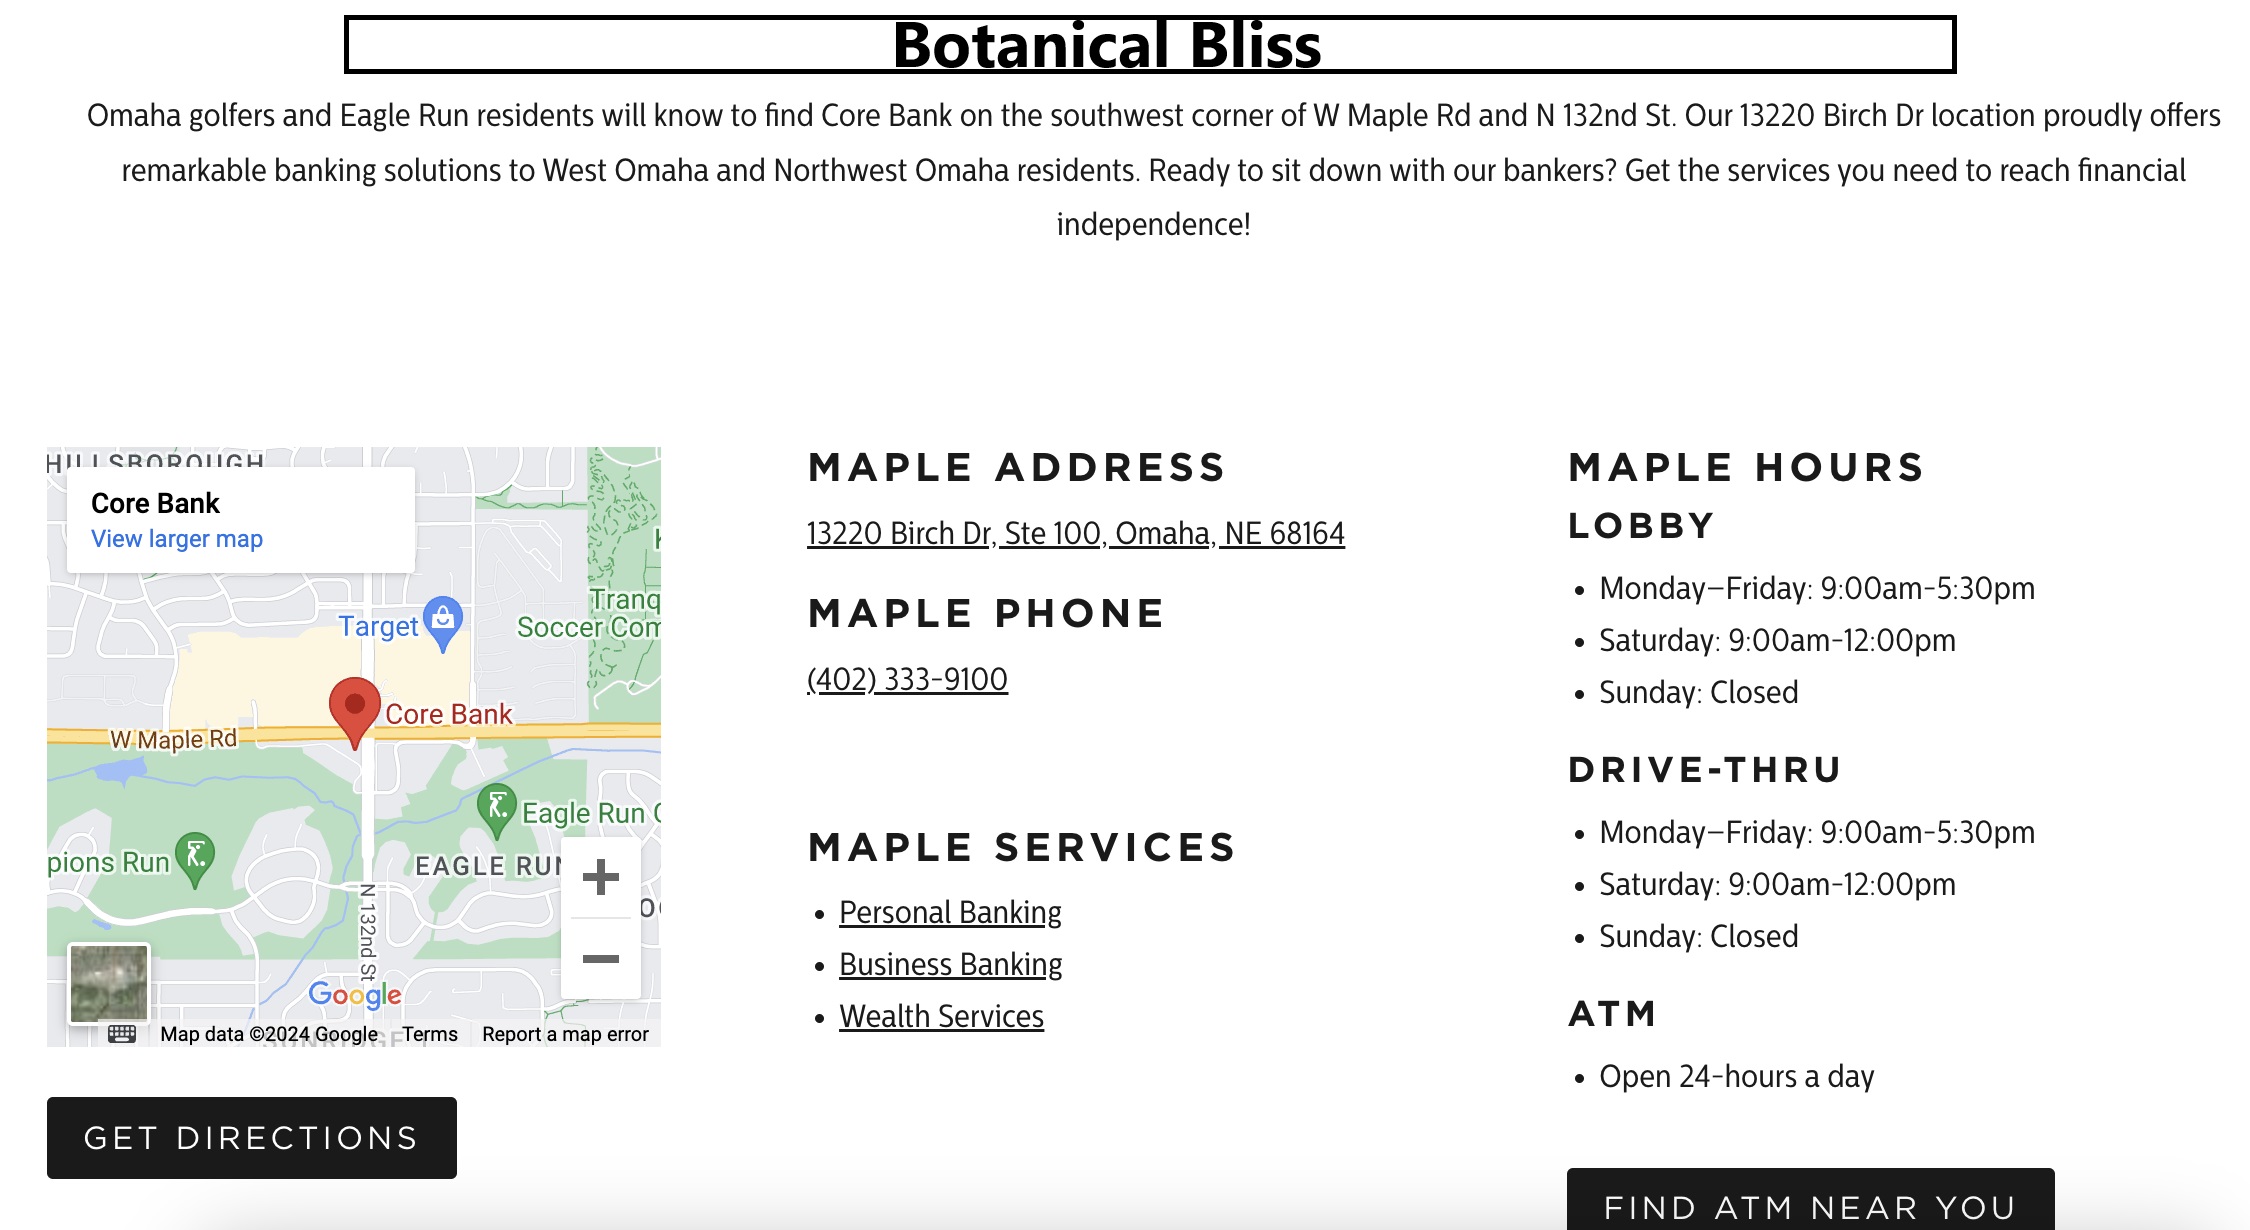 Botanical Bliss
Omaha golfers and Eagle Run residents will know to find Core Bank on the southwest corner of W Maple Rd and N 132nd St. Our 13220 Birch Dr location proudly offers
remarkable banking solutions to West Omaha and Northwest Omaha residents. Ready to sit down with our bankers? Get the services you need to reach financial
independence!
HILLSBOROUGH
Core Bank
View larger map
Tranq
Soccer Com
Target
Core Bank
W Maple Rd
Eagle Run
pions Run
EAGLE RUN
N 132nd St
Google
Map data ©2024 Google
Terms
Report a map error
GET DIRECTIONS
MAPLE ADDRESS
13220 Birch Dr, Ste 100, Omaha, NE 68164
MAPLE PHONE
(402) 333-9100
MAPLE SERVICES
• Personal Banking
• Business Banking
• Wealth Services
MAPLE HOURS
LOBBY
• Monday–Friday: 9:00am-5:30pm
• Saturday: 9:00am-12:00pm
• Sunday: Closed
DRIVE-THRU
• Monday–Friday: 9:00am-5:30pm
• Saturday: 9:00am-12:00pm
• Sunday: Closed
ATM
• Open 24-hours a day
FIND ATM NEAR YOU